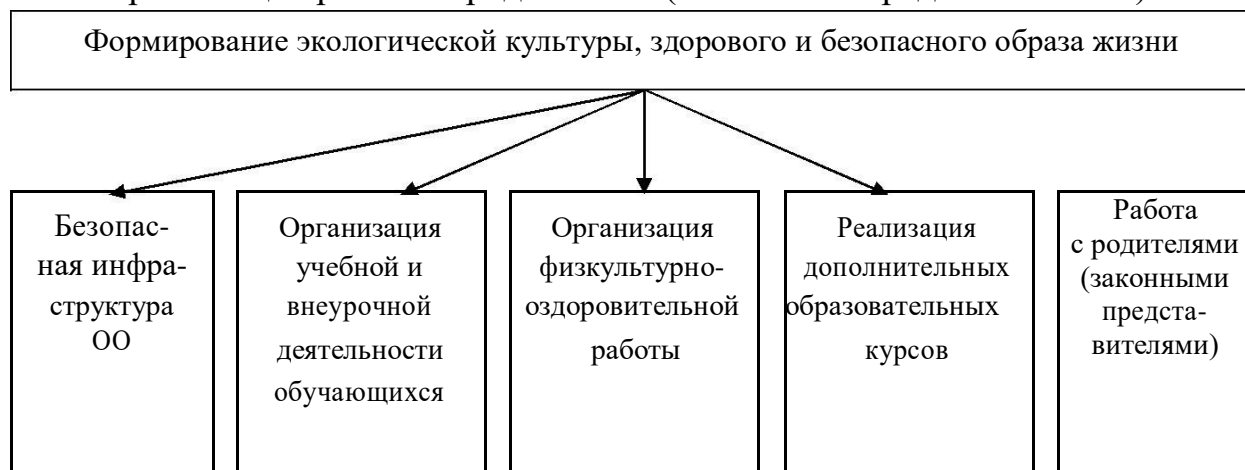 Формирование экологической культуры, здорового и безопасного образа жизни
Безопас-
ная инфра-
структура
ОО
Организация
учебной и
внеурочной
деятельности
обучающихся
Организация
физкультурно-
оздоровительной
работы
Реализация
дополнительных
образовательных
курсов
Работа
с родителями
(законными
предста-
вителями)